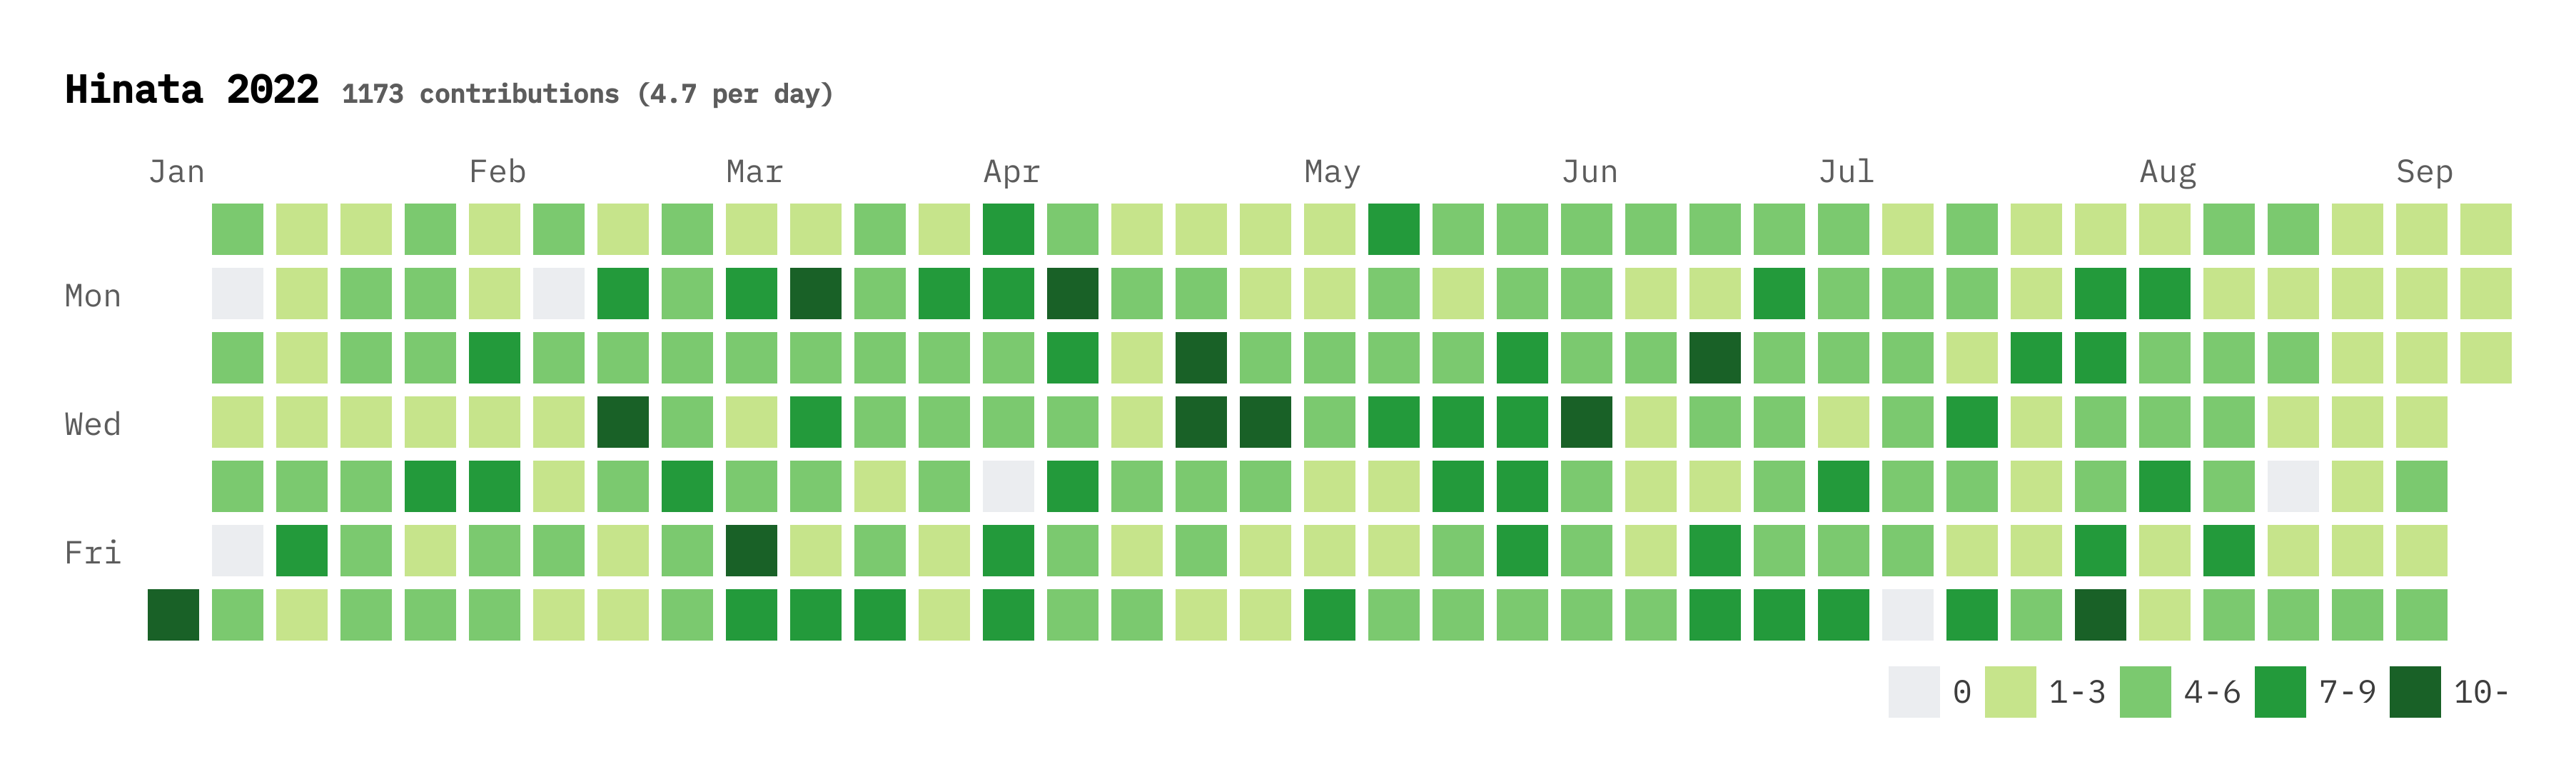 Hinata 2022 1173 contributions (4.7 per day)
Jan Feb Mar Apr May Jun Jul Aug Sep
Mon
Wed
Fri
0 1-3 4-6 7-9 10-